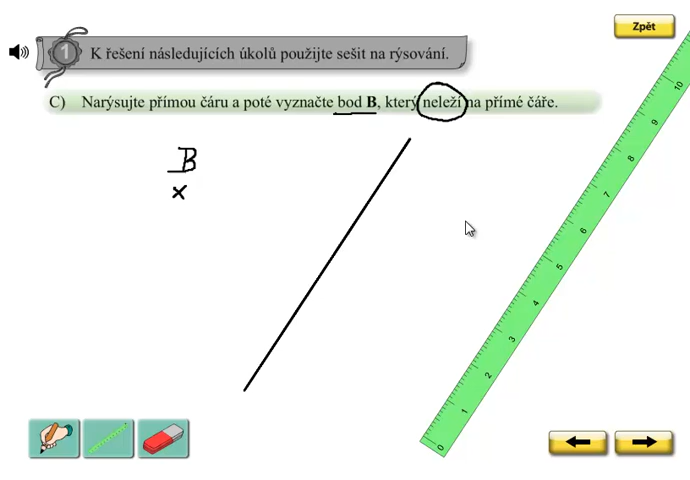 Zpět
1 K řešení následujících úkolů použijte sešit na rýsování.
C) Narýsujte přímou čáru a poté vyznačte bod B, který neleží na přímé čáře.
B
x
10
9
8
7
6
5
4
3
2
1
0